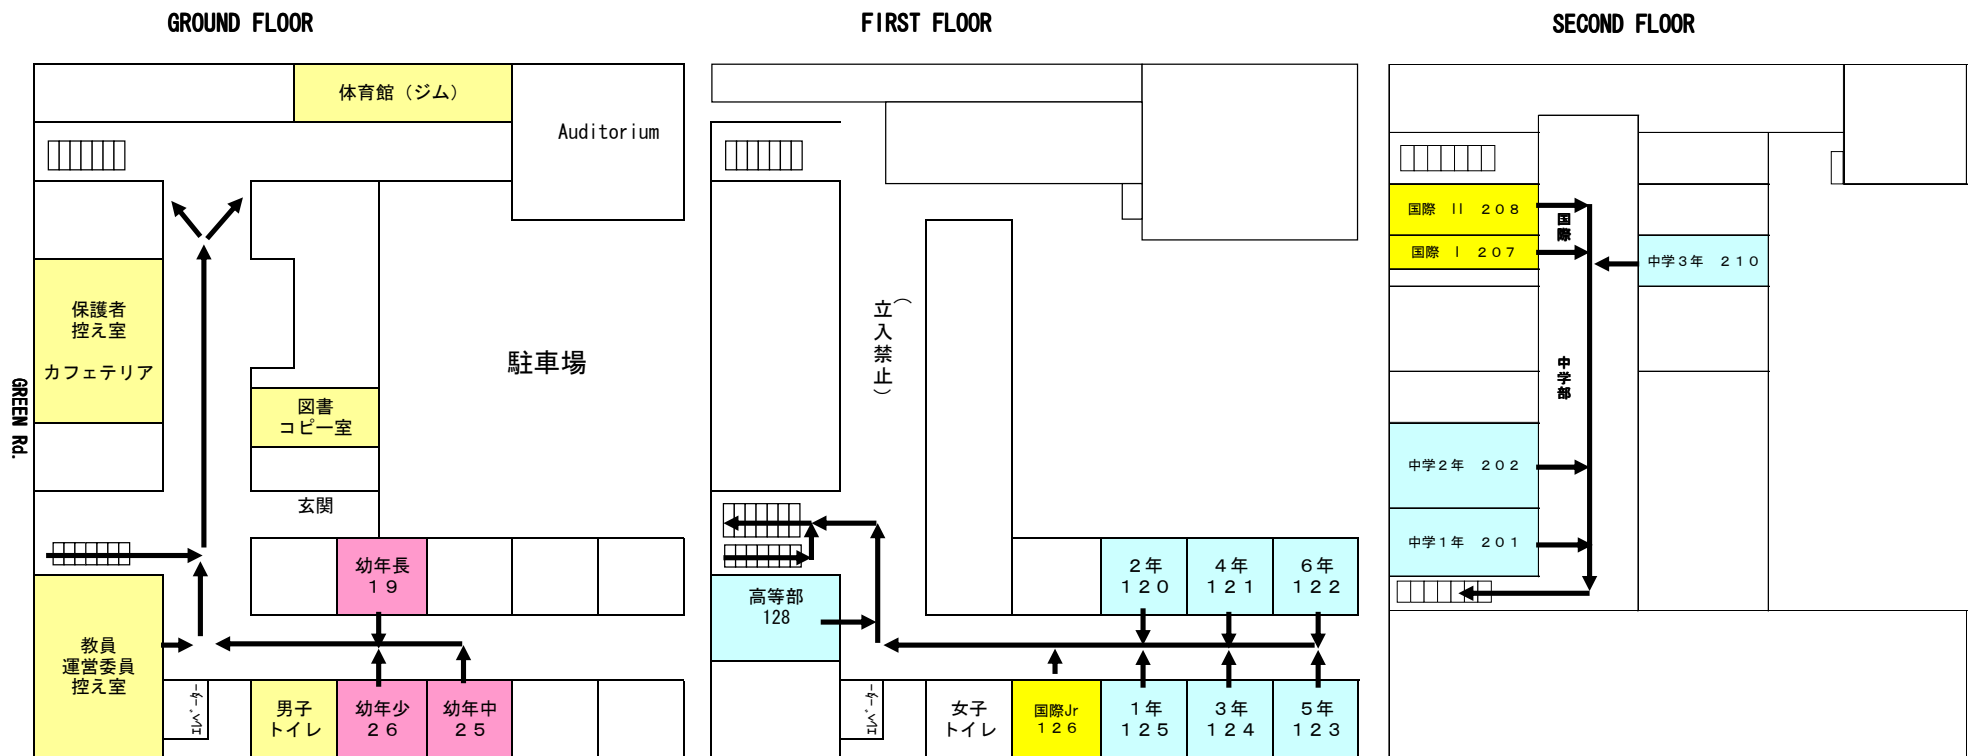 GROUND FLOOR
体育館（ジム）
Auditorium
保護者
控え室
カフェテリア
駐車場
図書
コピー室
GREEN Rd.
玄関
幼年長
１９
教員
運営委員
控え室
エレベーター
男子
トイレ
幼年少
２６
幼年中
２５
FIRST FLOOR
（立入禁止）
２年
１２０
４年
１２１
６年
１２２
高等部
128
エレベーター
女子
トイレ
国際Jr
１２６
１年
１２５
３年
１２４
５年
１２３
SECOND FLOOR
国際　II　２０８
国際
国際　I　２０７
中学３年　２１０
中学部
中学２年　２０２
中学１年　２０１